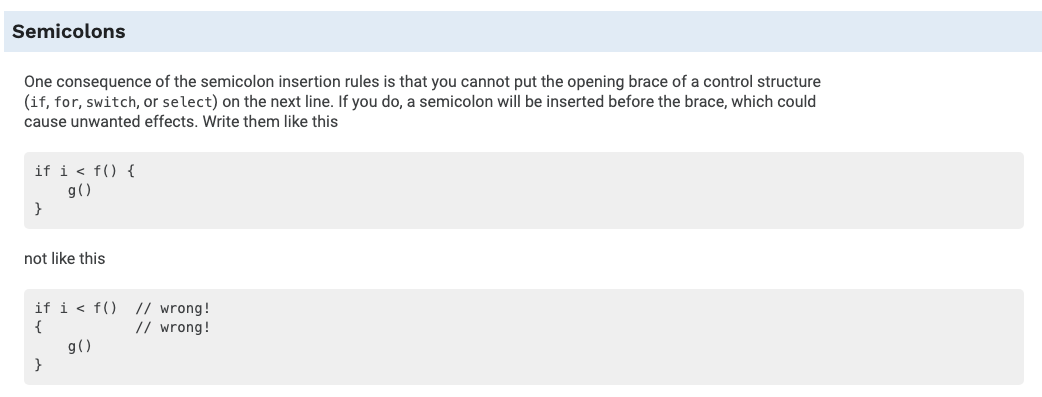 Semicolons
One consequence of the semicolon insertion rules is that you cannot put the opening brace of a control structure
(if, for, switch, or select) on the next line. If you do, a semicolon will be inserted before the brace, which could
cause unwanted effects. Write them like this
if i < f() {
    g()
}
not like this
if i < f()  // wrong!
{           // wrong!
    g()
}